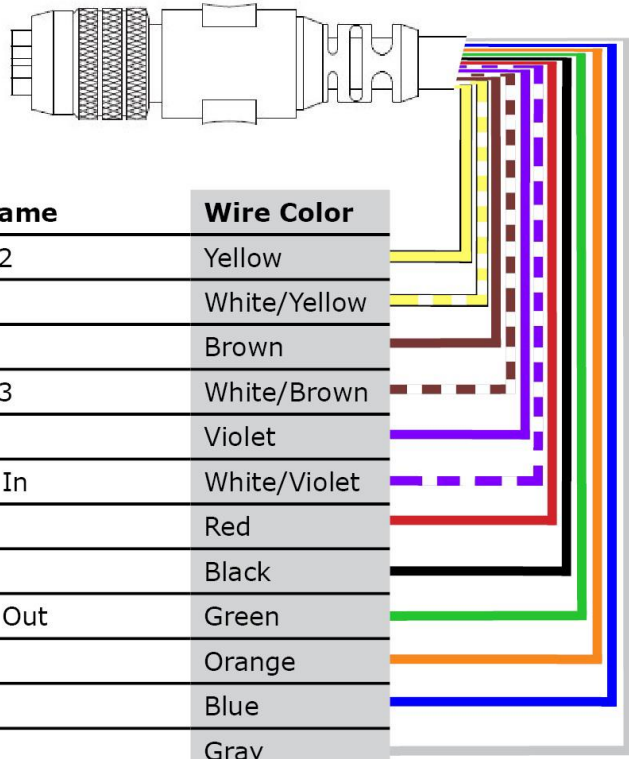 ame Wire Color
2 Yellow
White/Yellow
Brown
3 White/Brown
Violet
In White/Violet
Red
Black
Out Green
Orange
Blue
Gray